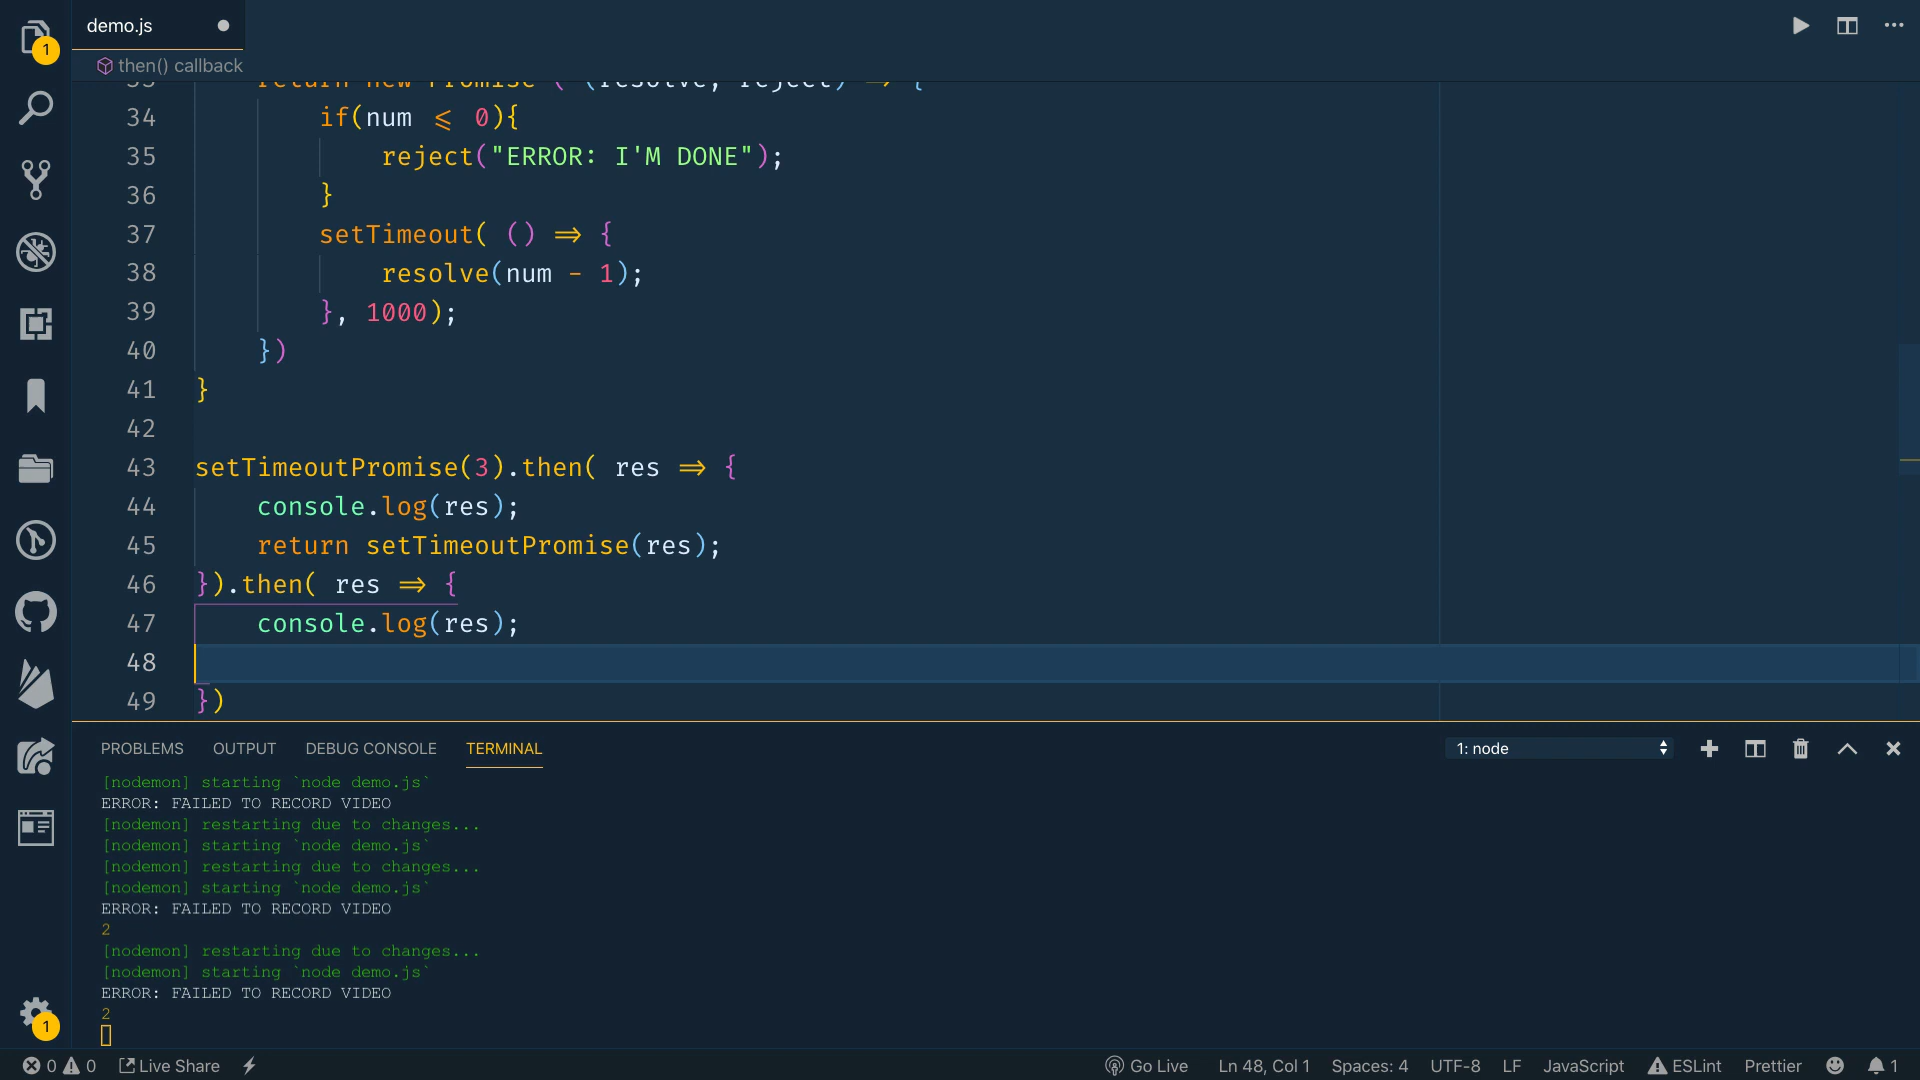 demo.js
1
then() callback
33 return new Promise ( (resolve, reject) => {
34 if(num <= 0){
35 reject("ERROR: I'M DONE");
36 }
37 setTimeout( () => {
38 resolve(num - 1);
39 }, 1000);
40 })
41 }
42
43 setTimeoutPromise(3).then( res => {
44 console.log(res);
45 return setTimeoutPromise(res);
46 }).then( res => {
47 console.log(res);
48
49 })
PROBLEMS OUTPUT DEBUG CONSOLE TERMINAL 1: node
[nodemon] starting `node demo.js`
ERROR: FAILED TO RECORD VIDEO
[nodemon] restarting due to changes...
[nodemon] starting `node demo.js`
[nodemon] restarting due to changes...
[nodemon] starting `node demo.js`
ERROR: FAILED TO RECORD VIDEO
2
[nodemon] restarting due to changes...
[nodemon] starting `node demo.js`
ERROR: FAILED TO RECORD VIDEO
2
1
0 0 Live Share Go Live Ln 48, Col 1 Spaces: 4 UTF-8 LF JavaScript ESLint Prettier 1